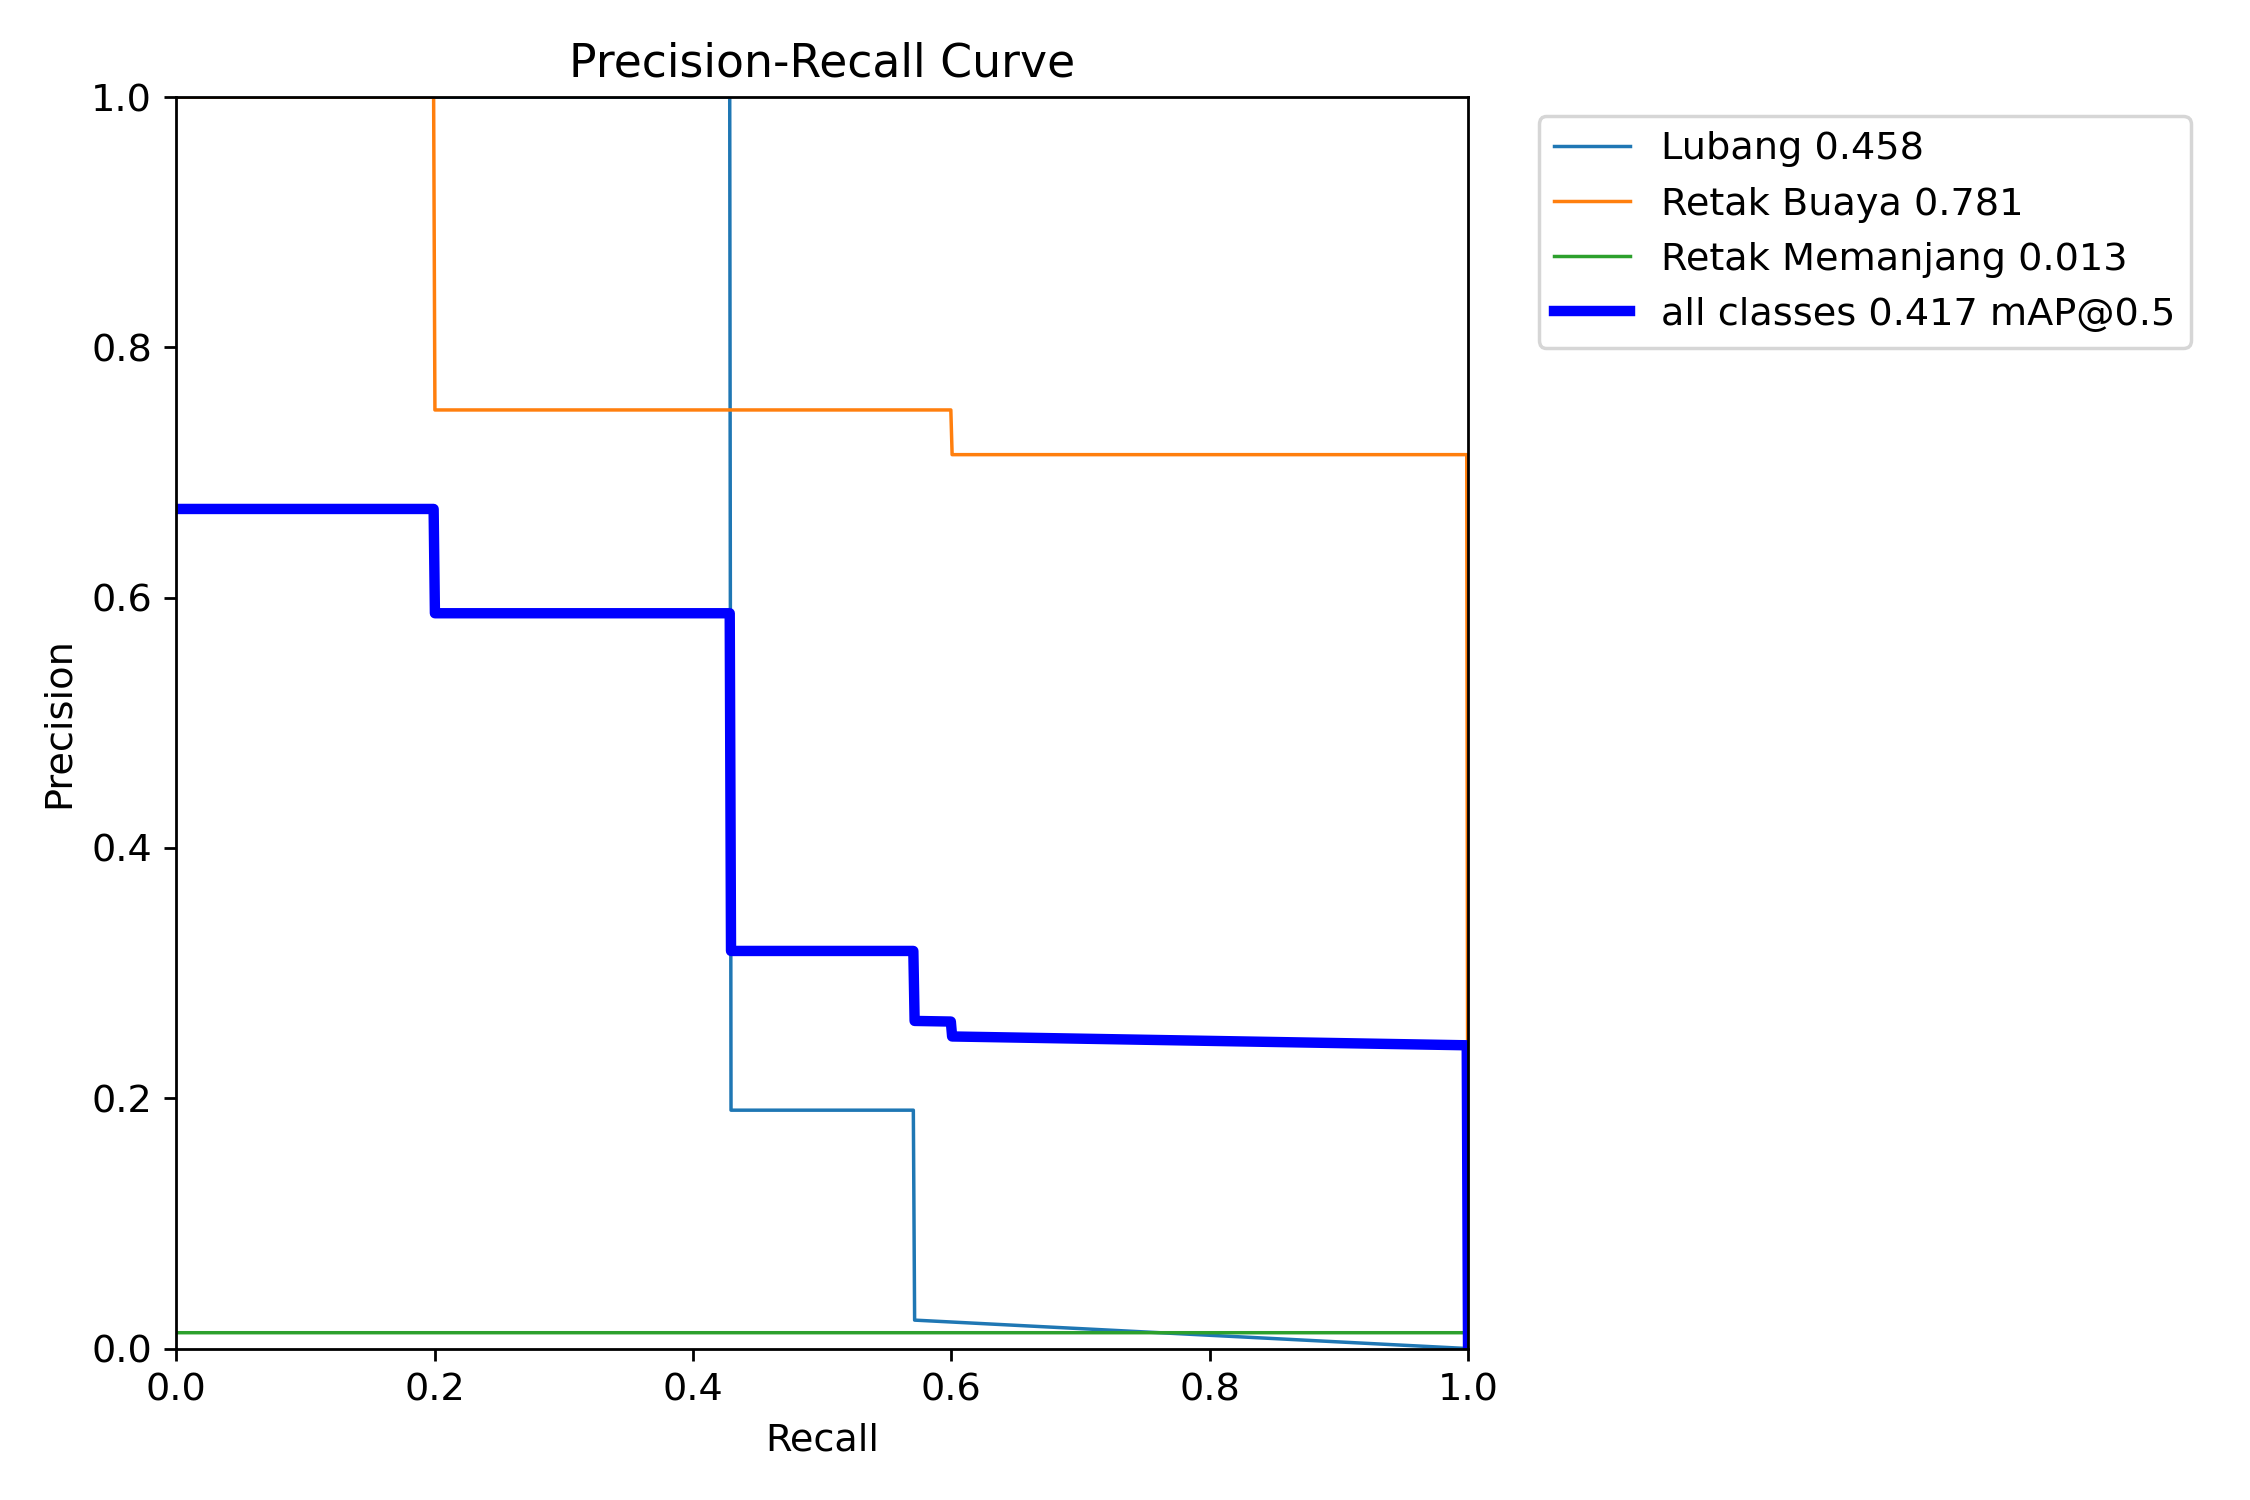 Precision-Recall Curve
Lubang 0.458
Retak Buaya 0.781
Retak Memanjang 0.013
all classes 0.417 mAP@0.5
1.0
0.8
0.6
0.4
0.2
0.0
Precision
0.0 0.2 0.4 0.6 0.8 1.0
Recall